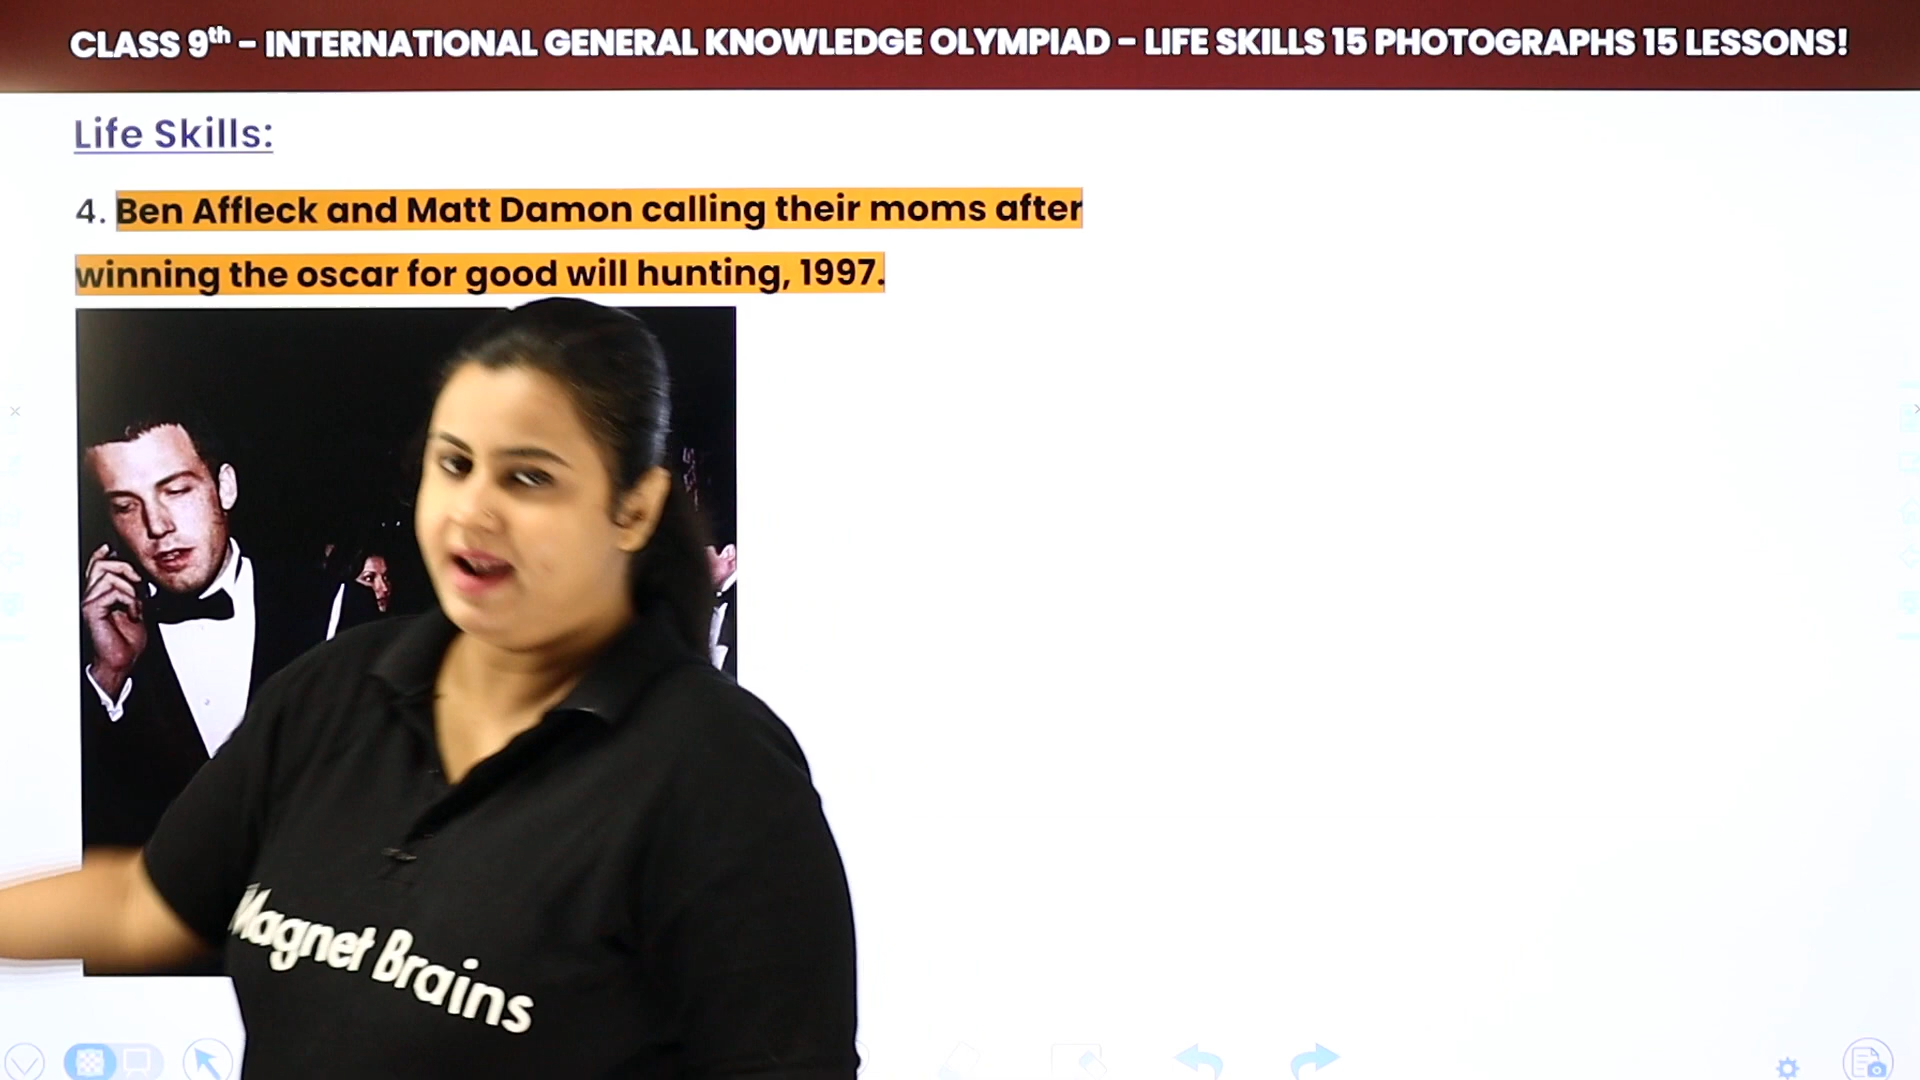 CLASS 9th - INTERNATIONAL GENERAL KNOWLEDGE OLYMPIAD - LIFE SKILLS 15 PHOTOGRAPHS 15 LESSONS!
Life Skills:
4. Ben Affleck and Matt Damon calling their moms after
winning the oscar for good will hunting, 1997.
Magnet Brains